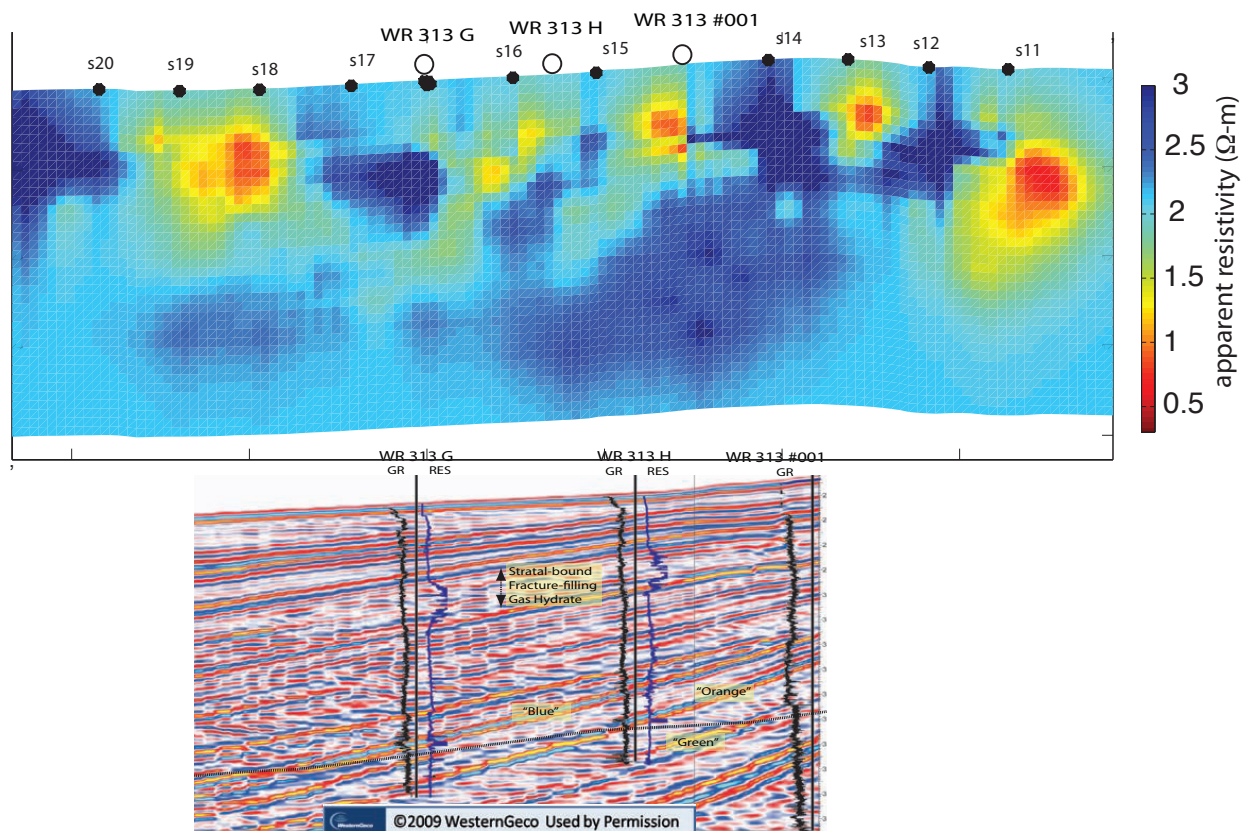 WR 313 G
WR 313 H
WR 313 #001
s20
s19
s18
s17
s16
s15
s14
s13
s12
s11
3
2.5
2
1.5
1
0.5
apparent resistivity (Ω-m)
WR 313 G
GR RES
WR 313 H
GR RES
WR 313 #001
GR
Stratal-bound
Fracture-filling
Gas Hydrate
"Orange"
"Blue"
"Green"
WesternGeco
©2009 WesternGeco Used by Permission